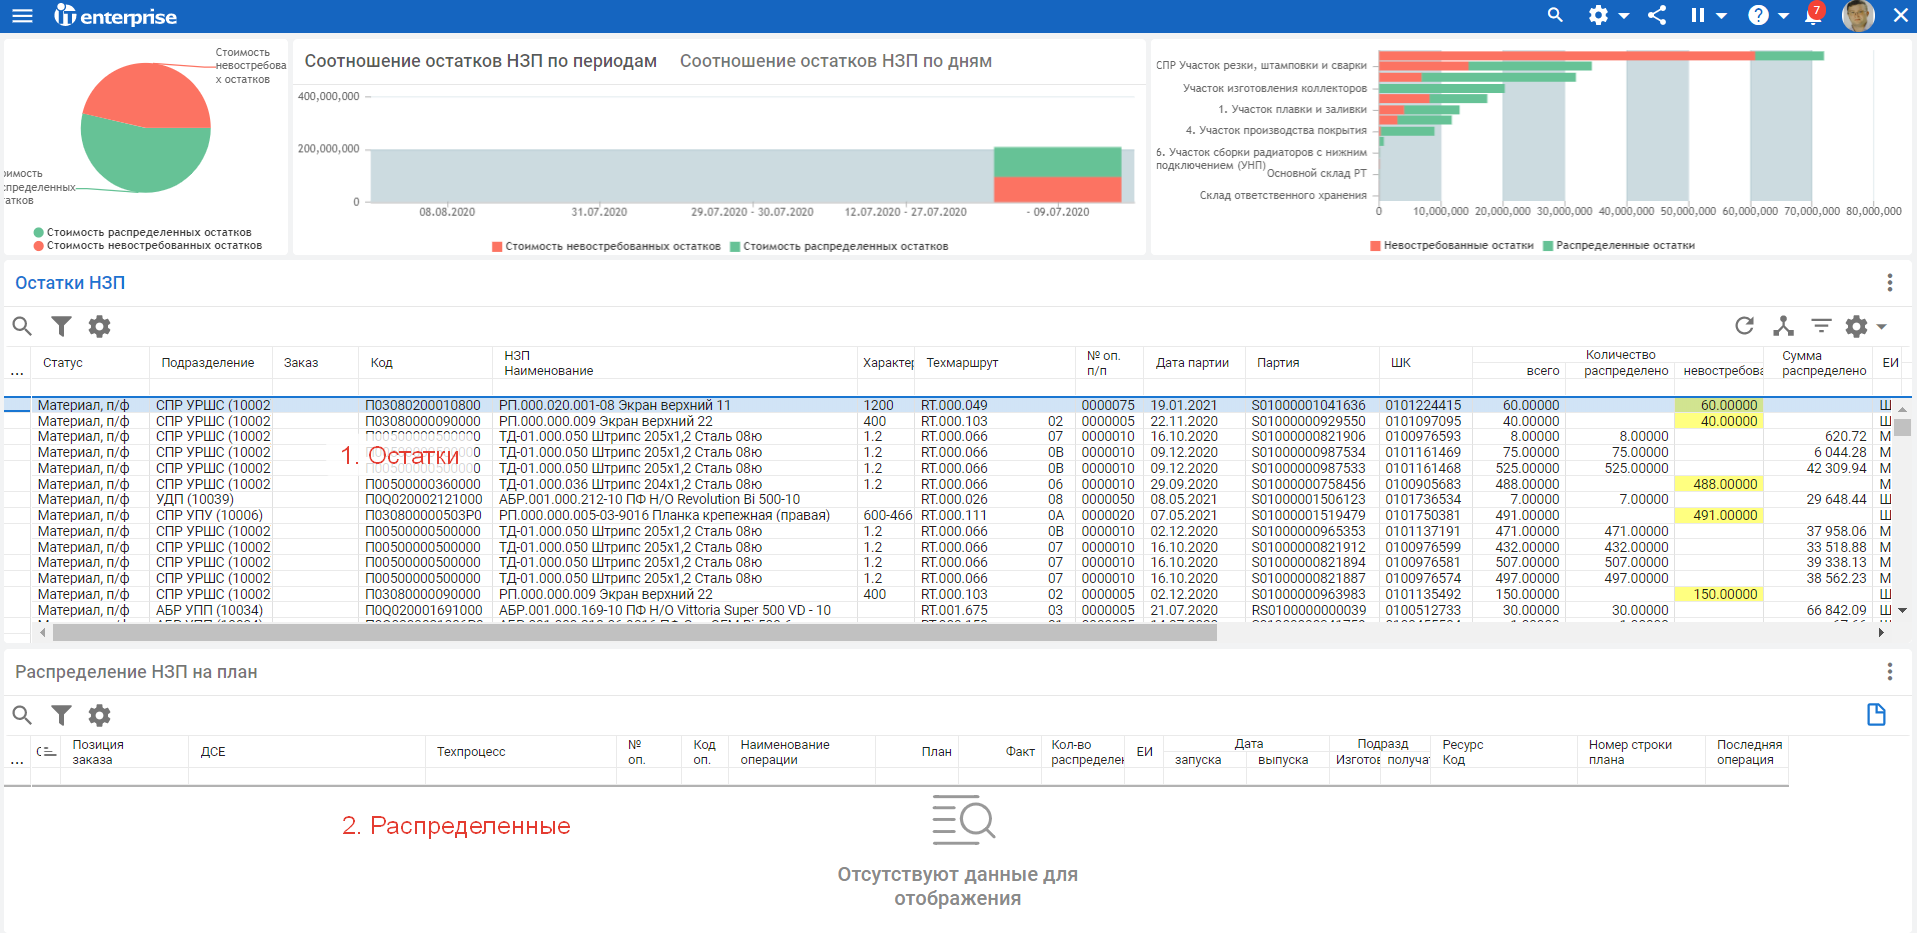 enterprise
7
Стоимость
невостребова
х остатков
спределенных
Стоимость распределенных остатков
Стоимость невостребованных остатков
Соотношение остатков НЗП по периодам
Соотношение остатков НЗП по дням
400,000,000
200,000,000
0
08.08.2020
31.07.2020
29.07.2020 - 30.07.2020
12.07.2020 - 27.07.2020
- 09.07.2020
Стоимость невостребованных остатков
Стоимость распределенных остатков
СПР Участок резки, штамповки и сварки
Участок изготовления коллекторов
1. Участок плавки и заливки
4. Участок производства покрытия
6. Участок сборки радиаторов с нижним
подключением (УНП)
Основной склад РТ
Склад ответственного хранения
0 10,000,000 20,000,000 30,000,000 40,000,000 50,000,000 60,000,000 70,000,000 80,000,000
Невостребованные остатки
Распределенные остатки
Остатки НЗП
... Статус Подразделение Заказ Код НЗП Наименование Характер Техмаршрут № оп. п/п Дата партии Партия ШК Количество всего распределено невостребова Сумма распределено ЕИ
Материал, п/ф СПР УРШС (10002 П03080200010800 РП.000.020.001-08 Экран верхний 11 1200 RT.000.049 0000075 19.01.2021 S01000001041636 0101224415 60.00000 60.00000 Ш
Материал, п/ф СПР УРШС (10002 П03080000090000 РП.000.000.009 Экран верхний 22 400 RT.000.103 02 0000005 22.11.2020 S01000000929550 0101097095 40.00000 40.00000 Ш
Материал, п/ф СПР УРШС (10002 П00500000500000 ТД-01.000.050 Штрипс 205х1,2 Сталь 08ю 1.2 RT.000.066 07 0000010 16.10.2020 S01000000821906 0100976593 8.00000 8.00000 620.72 М
Материал, п/ф СПР УРШС (10002 ТД-01.000.050 Штрипс 205х1,2 Сталь 08ю 1.2 RT.000.066 0B 0000010 09.12.2020 S01000000987534 0101161469 75.00000 75.00000 6 044.28 М
1. Остатки
Материал, п/ф СПР УРШС (10002 П00500000500000 ТД-01.000.050 Штрипс 205х1,2 Сталь 08ю 1.2 RT.000.066 0B 0000010 09.12.2020 S01000000987533 0101161468 525.00000 525.00000 42 309.94 М
Материал, п/ф СПР УРШС (10002 П00500000360000 ТД-01.000.036 Штрипс 204х1,2 Сталь 08ю 1.2 RT.000.066 06 0000010 29.09.2020 S01000000758456 0100905683 488.00000 488.00000 М
Материал, п/ф УДП (10039) П0Q020002121000 АБР.001.000.212-10 ПФ Н/О Revolution Bi 500-10 RT.000.026 08 0000050 08.05.2021 S01000001506123 0101736534 7.00000 7.00000 29 648.44 Ш
Материал, п/ф СПР УПУ (10006) П030800000503Р0 РП.000.000.005-03-9016 Планка крепежная (правая) 600-466 RT.000.111 0A 0000020 07.05.2021 S01000001519479 0101750381 491.00000 491.00000 Ш
Материал, п/ф СПР УРШС (10002 П00500000500000 ТД-01.000.050 Штрипс 205х1,2 Сталь 08ю 1.2 RT.000.066 0B 0000010 02.12.2020 S01000000965353 0101137191 471.00000 471.00000 37 958.06 М
Материал, п/ф СПР УРШС (10002 П00500000500000 ТД-01.000.050 Штрипс 205х1,2 Сталь 08ю 1.2 RT.000.066 07 0000010 16.10.2020 S01000000821912 0100976599 432.00000 432.00000 33 518.88 М
Материал, п/ф СПР УРШС (10002 П00500000500000 ТД-01.000.050 Штрипс 205х1,2 Сталь 08ю 1.2 RT.000.066 07 0000010 16.10.2020 S01000000821894 0100976581 507.00000 507.00000 39 338.13 М
Материал, п/ф СПР УРШС (10002 П00500000500000 ТД-01.000.050 Штрипс 205х1,2 Сталь 08ю 1.2 RT.000.066 07 0000010 16.10.2020 S01000000821887 0100976574 497.00000 497.00000 38 562.23 М
Материал, п/ф СПР УРШС (10002 П03080000090000 РП.000.000.009 Экран верхний 22 400 RT.000.103 02 0000005 02.12.2020 S01000000963983 0101135492 150.00000 150.00000 Ш
Материал, п/ф АБР УПП (10034) П0Q020001691000 АБР.001.000.169-10 ПФ Н/О Vittoria Super 500 VD - 10 RT.001.675 03 0000005 21.07.2020 RS0100000000039 0100512733 30.00000 30.00000 66 842.09 Ш
Распределение НЗП на план
... Позиция заказа ДСЕ Техпроцесс № оп. Код оп. Наименование операции План Факт Кол-во распределен ЕИ Дата запуска выпуска Подразд Изготов получат Ресурс Код Номер строки плана Последняя операция
2. Распределенные
Отсутствуют данные для
отображения